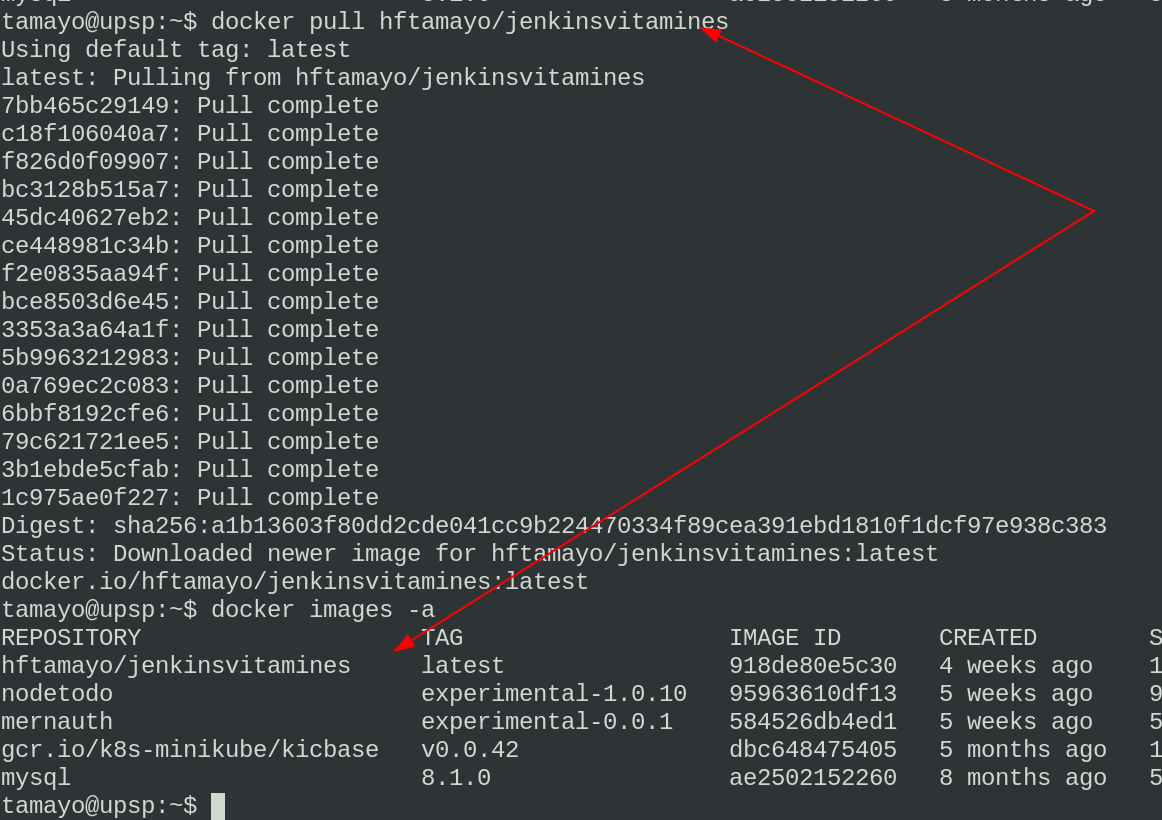 tamayo@upsp:~$ docker pull hftamayo/jenkinsvitamines
Using default tag: latest
latest: Pulling from hftamayo/jenkinsvitamines
7bb465c29149: Pull complete
c18f106040a7: Pull complete
f826d0f09907: Pull complete
bc3128b515a7: Pull complete
45dc40627eb2: Pull complete
ce448981c34b: Pull complete
f2e0835aa94f: Pull complete
bce8503d6e45: Pull complete
3353a3a64a1f: Pull complete
5b9963212983: Pull complete
0a769ec2c083: Pull complete
6bbf8192cfe6: Pull complete
79c621721ee5: Pull complete
3b1ebde5cfab: Pull complete
1c975ae0f227: Pull complete
Digest: sha256:a1b13603f80dd2cde041cc9b224470334f89cea391ebd1810f1dcf97e938c383
Status: Downloaded newer image for hftamayo/jenkinsvitamines:latest
docker.io/hftamayo/jenkinsvitamines:latest
tamayo@upsp:~$ docker images -a
REPOSITORY                    TAG                   IMAGE ID       CREATED        S
hftamayo/jenkinsvitamines     latest                918de80e5c30   4 weeks ago    1
nodetodo                      experimental-1.0.10   95963610df13   5 weeks ago    9
mernauth                      experimental-0.0.1    584526db4ed1   5 weeks ago    5
gcr.io/k8s-minikube/kicbase   v0.0.42               dbc648475405   5 months ago   1
mysql                         8.1.0                 ae2502152260   8 months ago   5
tamayo@upsp:~$